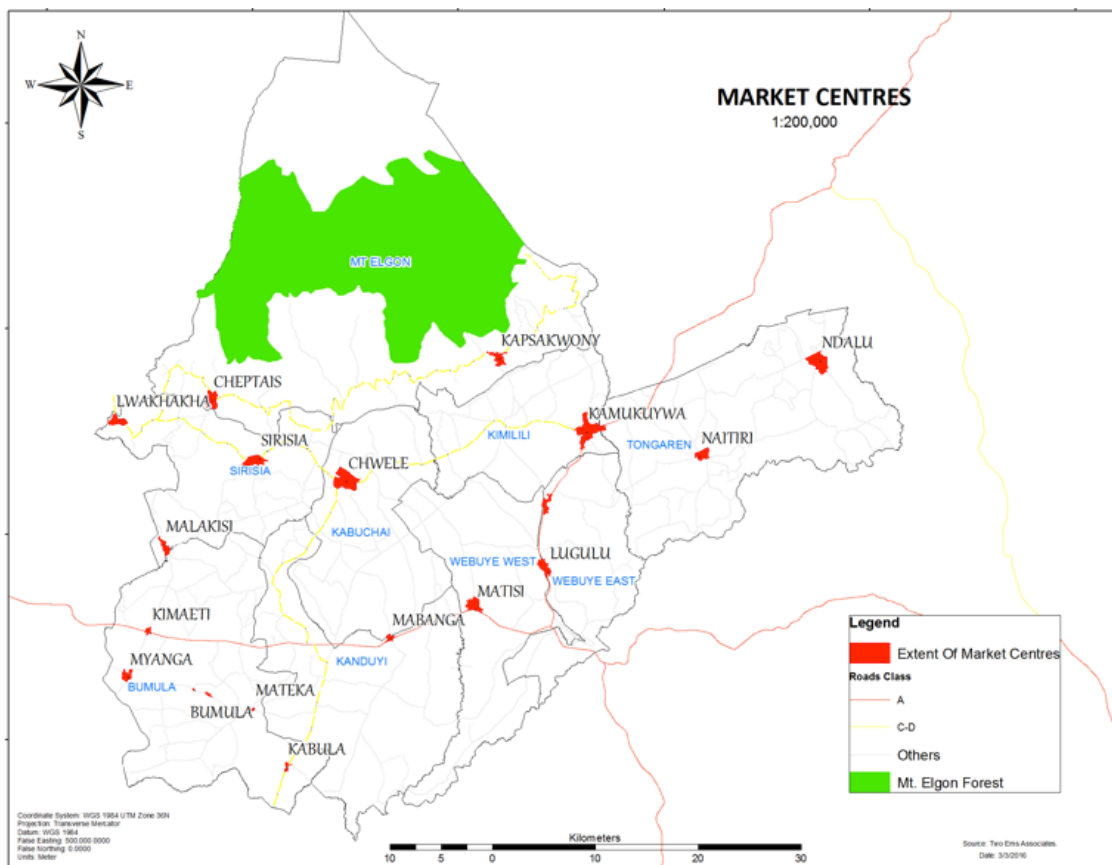 N
W
E
S
MARKET CENTRES
1:200,000
MT ELGON
KAPSAKWONY
NDALU
CHEPTAIS
LWAKHAKHA
KAMUKUYWA
SIRISIA
KIMILILI
TONGAREN
NAITIRI
SIRISIA
CHWELE
MALAKISI
KABUCHAI
LUGULU
WEBUYE WEST
WEBUYE EAST
MATISI
KIMAETI
MABANGA
MYANGA
KANDUYI
BUMULA
MATEKA
BUMULA
KABULA
Legend
Extent Of Market Centres
Roads Class
A
C-D
Others
Mt. Elgon Forest
Coordinate System: WGS 1984 UTM Zone 36N
Projection: Transverse Mercator
Datum: WGS 1984
False Easting: 500,000.0000
False Northing: 0.0000
Units: Meter
Kilometers
10 5 0 10 20 30
Source: Two Ems Associates.
Date: 3/3/2016